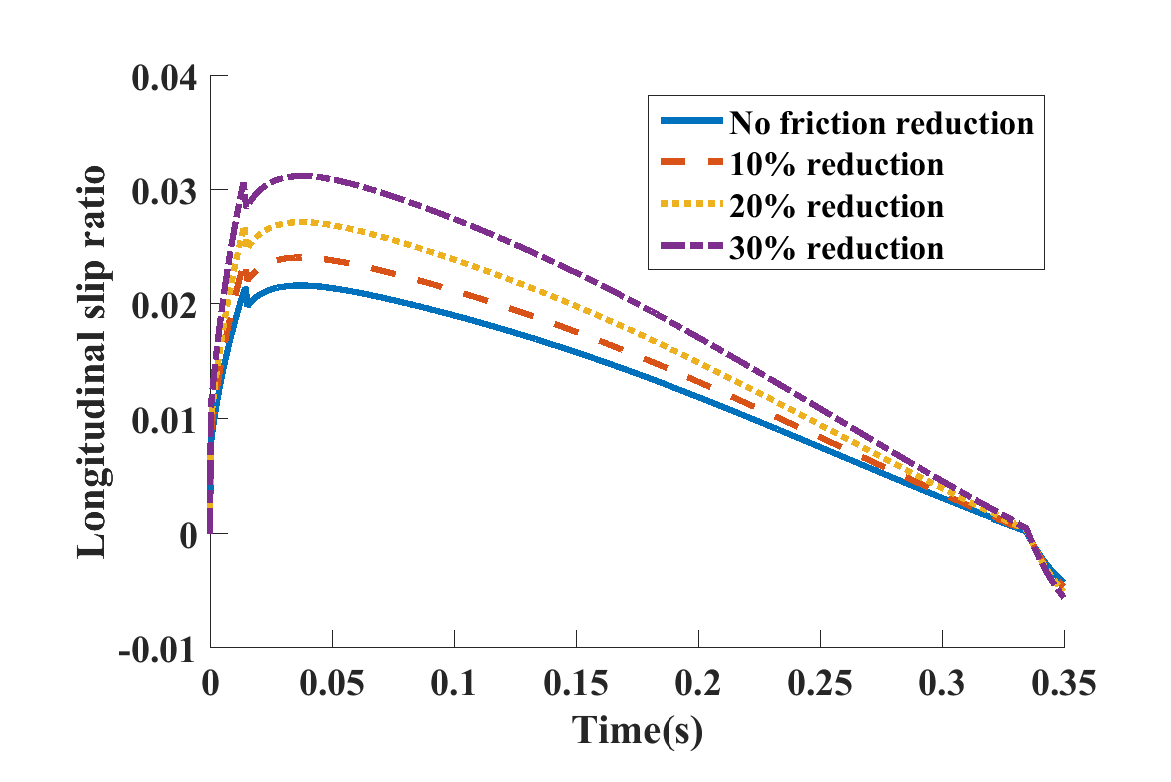 0.04
0.03
0.02
0.01
0
-0.01
Longitudinal slip ratio
No friction reduction
10% reduction
20% reduction
30% reduction
0 0.05 0.1 0.15 0.2 0.25 0.3 0.35
Time(s)